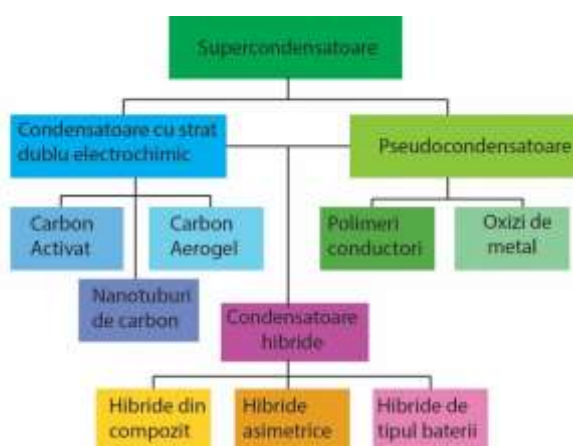 Supercondensatoare
Condensatoare cu strat
dublu electrochimic
Pseudocondensatoare
Carbon
Activat
Carbon
Aerogel
Polimeri
conductori
Oxizi de
metal
Nanotuburi
de carbon
Condensatoare
hibride
Hibride din
compozit
Hibride
asimetrice
Hibride de
tipul baterii